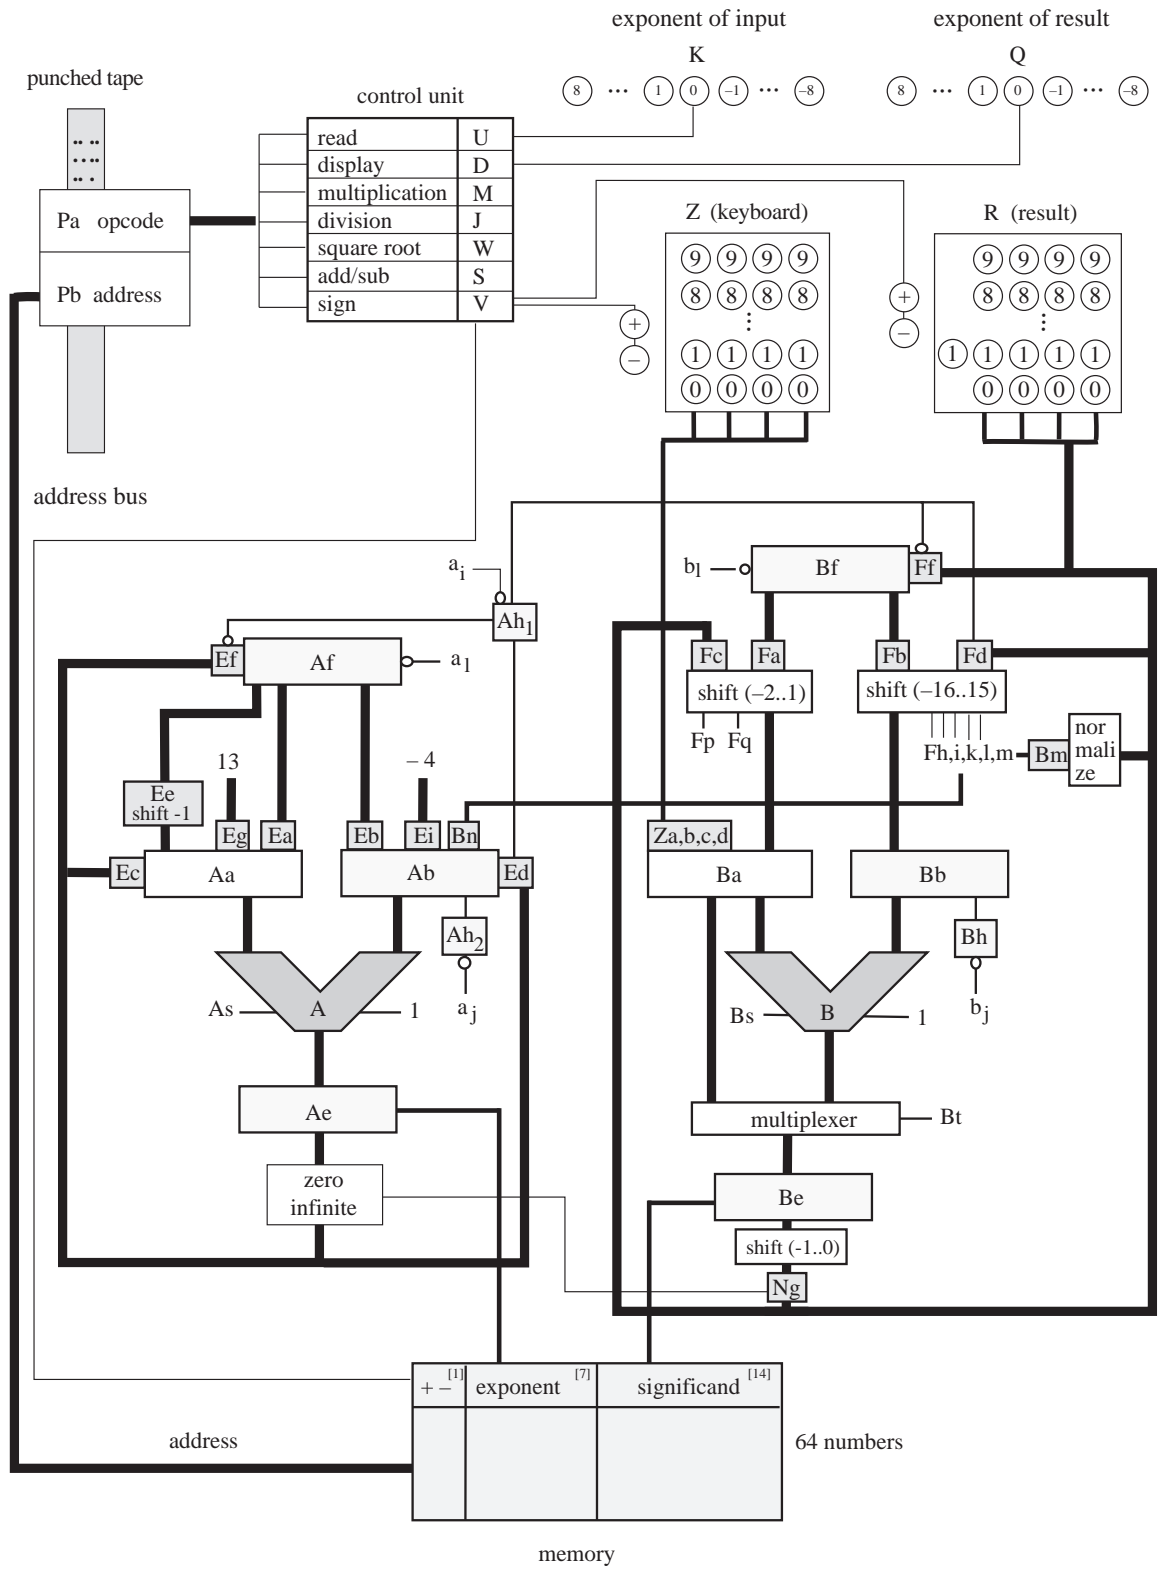 exponent of input
exponent of result
K
Q
8 ··· 1 0 –1 ··· –8
8 ··· 1 0 –1 ··· –8
punched tape
control unit
read U
display D
multiplication M
division J
square root W
add/sub S
sign V
Pa opcode
Pb address
Z (keyboard)
R (result)
9 9 9 9
8 8 8 8
1 1 1 1
0 0 0 0
+
–
9 9 9 9
8 8 8 8
1 1 1 1 1
0 0 0 0
+
–
address bus
a i
Ah1
b l
Bf
Ff
Ef
Af
a l
Fc
Fa
Fb
Fd
shift (–2..1)
shift (–16..15)
Fp Fq
Fh,i,k,l,m
Bm
nor
mali
ze
13
– 4
Ee
shift -1
Eg
Ea
Eb
Ei
Bn
Za,b,c,d
Ec
Aa
Ab
Ed
Ba
Bb
Ah2
Bh
As
A
1
a j
Bs
B
1
b j
Ae
multiplexer
Bt
zero
infinite
Be
shift (-1..0)
Ng
+ – [1]
exponent [7]
significand [14]
address
64 numbers
memory